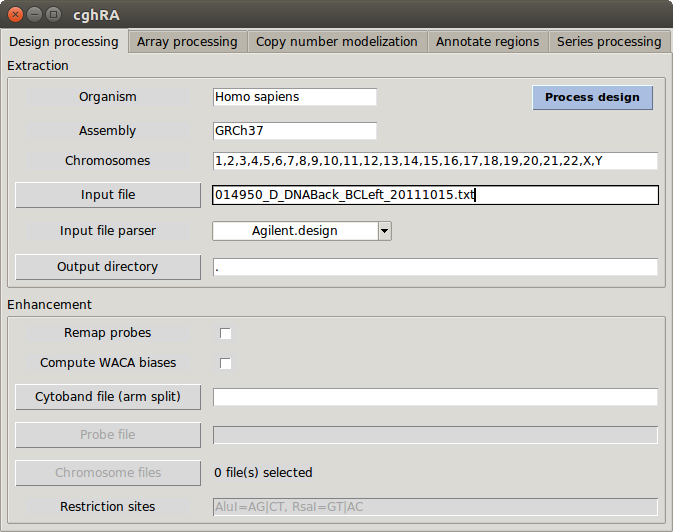 cghRA
Design processing Array processing Copy number modelization Annotate regions Series processing
Extraction
Organism Homo sapiens Process design
Assembly GRCh37
Chromosomes 1,2,3,4,5,6,7,8,9,10,11,12,13,14,15,16,17,18,19,20,21,22,X,Y
Input file 014950_D_DNABack_BCLeft_20111015.txt
Input file parser Agilent.design
Output directory .
Enhancement
Remap probes
Compute WACA biases
Cytoband file (arm split)
Probe file
Chromosome files 0 file(s) selected
Restriction sites AluI=AG|CT, RsaI=GT|AC